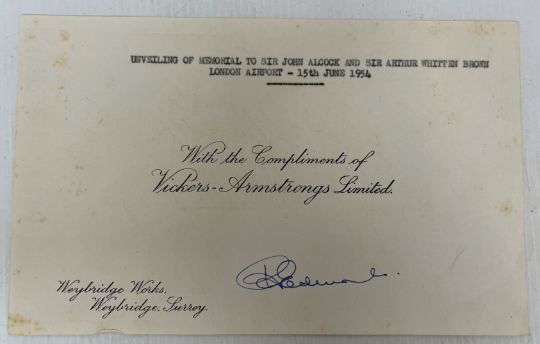 UNVEILING OF MEMORIAL TO SIR JOHN ALCOCK AND SIR ARTHUR WHITTEN BROWN
LONDON AIRPORT - 15th JUNE 1954
With the Compliments of
Vickers-Armstrongs Limited.
Weybridge Works,
Weybridge, Surrey.